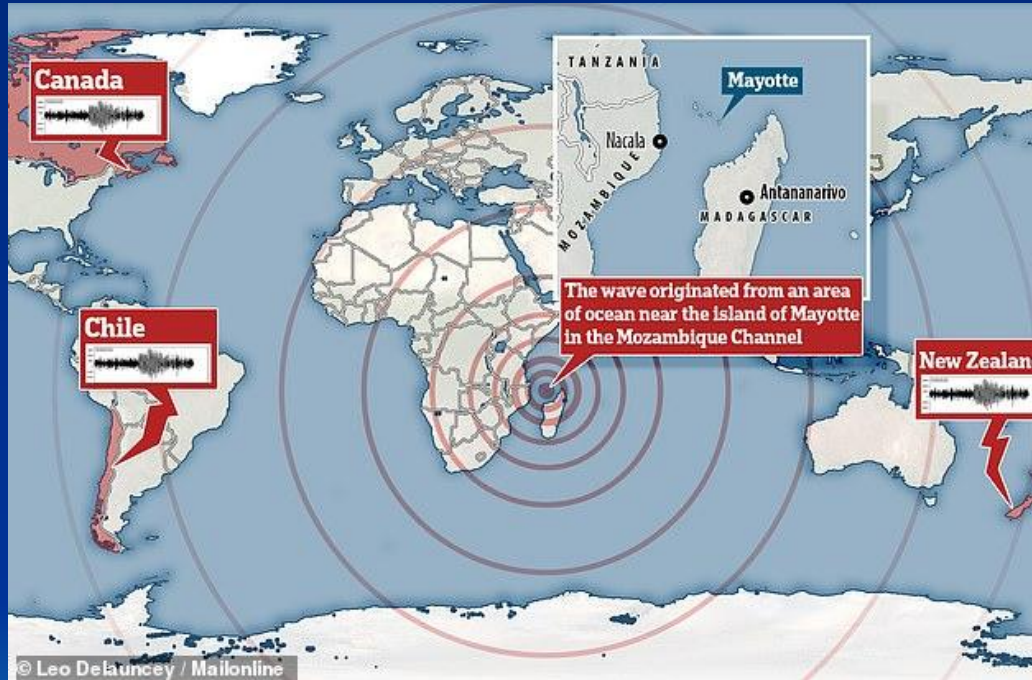 Canada
TANZANIA
Mayotte
Nacala
MOZAMBIQUE
Antananarivo
MADAGASCAR
The wave originated from an area
of ocean near the island of Mayotte
in the Mozambique Channel
Chile
New Zealan
© Leo Delauncey / Mailonline